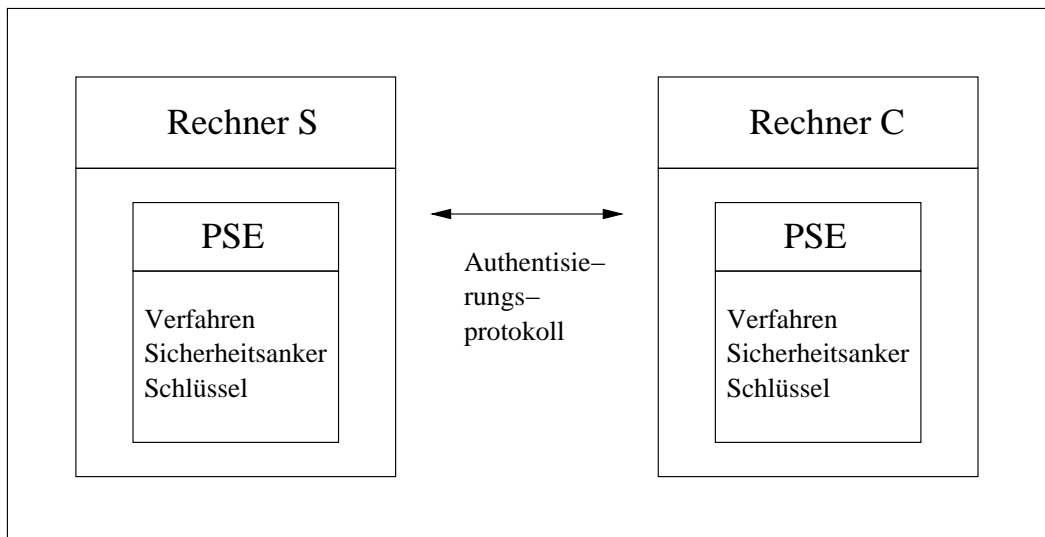 Rechner S
PSE
Verfahren
Sicherheitsanker
Schlüssel
Authentisie–
rungs–
protokoll
Rechner C
PSE
Verfahren
Sicherheitsanker
Schlüssel